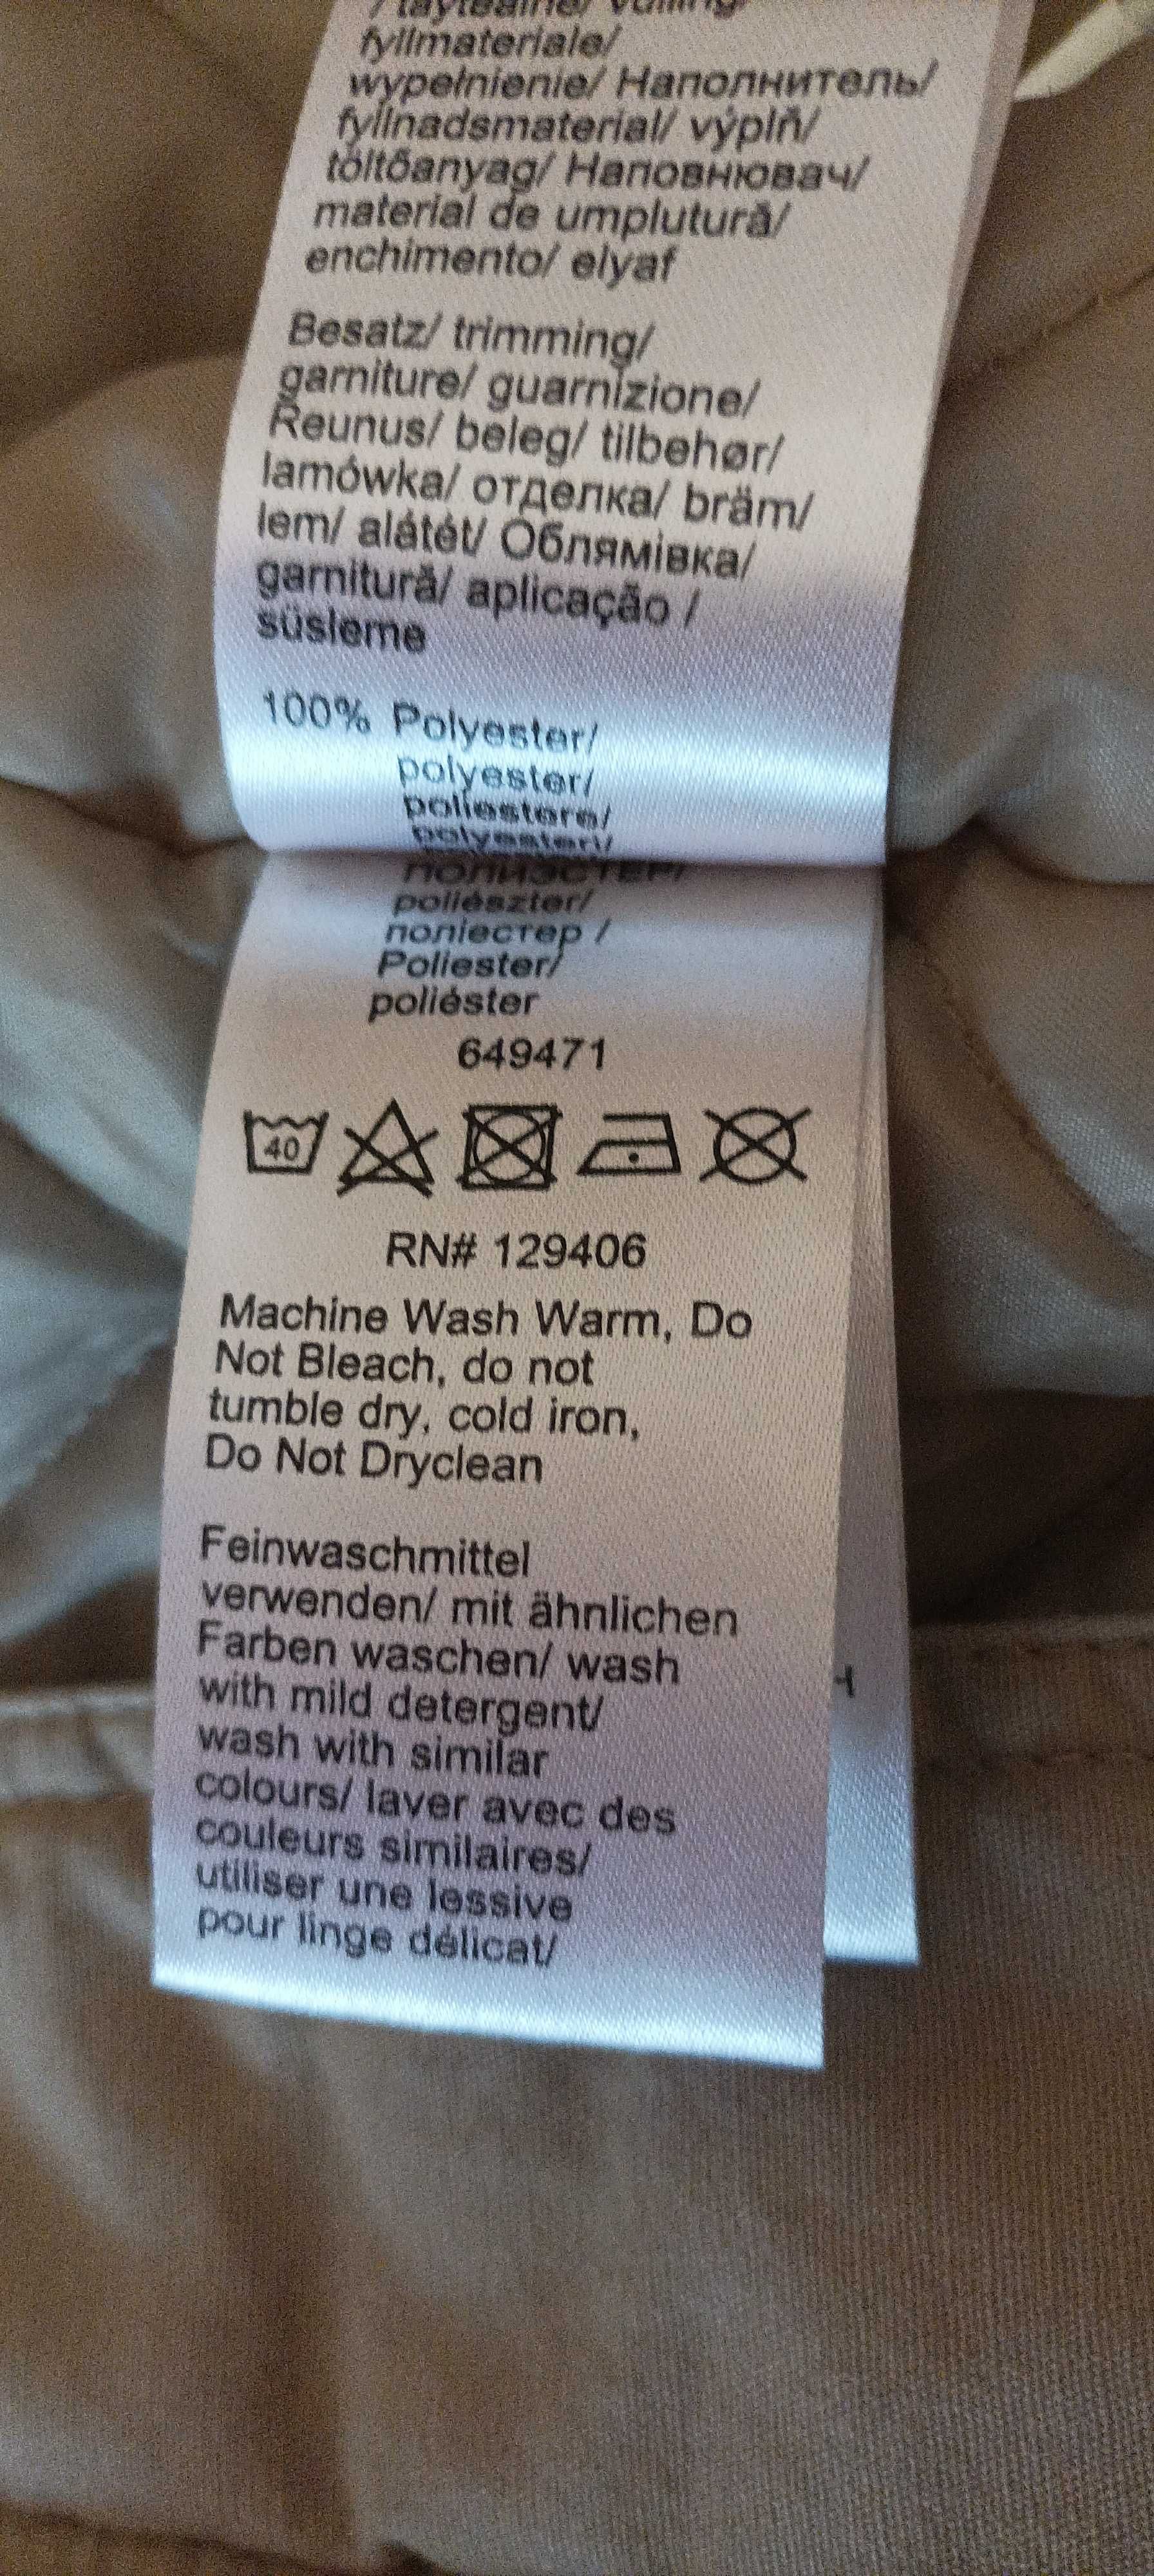 fyllmateriale/
wypełnienie/ Наполнитель/
fyllnadsmaterial/ výplň/
töltőanyag/ Наповнювач/
material de umplutură/
enchimento/ elyaf
Besatz/ trimming/
garniture/ guarnizione/
Reunus/ beleg/ tilbehør/
lamówka/ отделка/ bräm/
lem/ alátét/ Облямівка/
garnitură/ aplicação /
süsleme
100% Polyester/
polyester/
poliestere/
polyesteri/
полиэстер/
poliészter/
поліестер /
Poliester/
poliéster
649471
40
RN# 129406
Machine Wash Warm, Do
Not Bleach, do not
tumble dry, cold iron,
Do Not Dryclean
Feinwaschmittel
verwenden/ mit ähnlichen
Farben waschen/ wash
with mild detergent/
wash with similar
colours/ laver avec des
couleurs similaires/
utiliser une lessive
pour linge délicat/